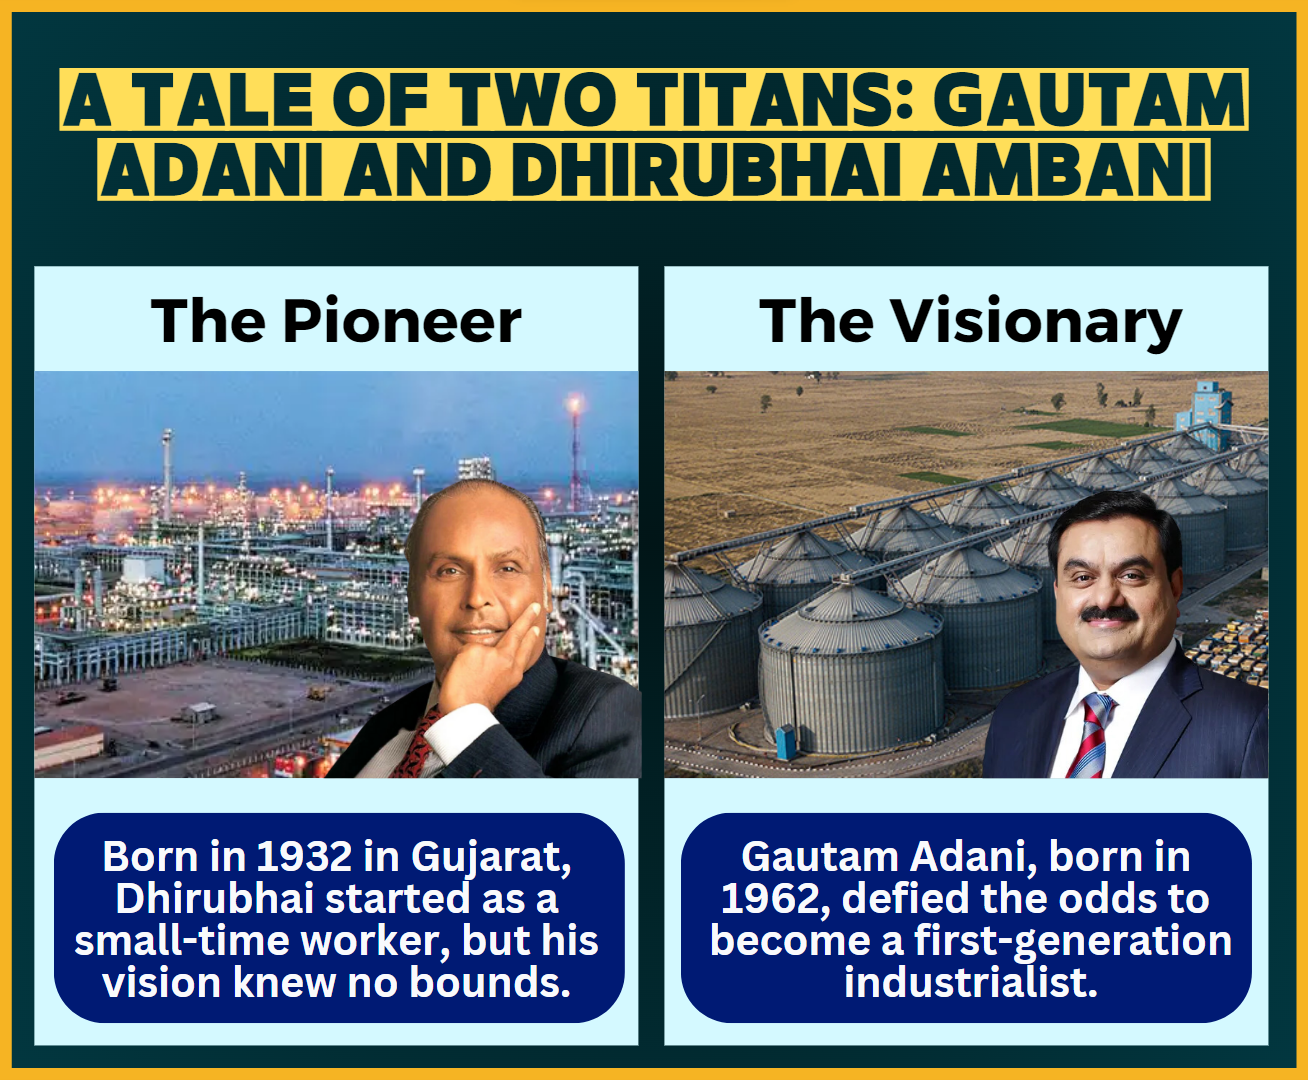 A TALE OF TWO TITANS: GAUTAM
ADANI AND DHIRUBHAI AMBANI
The Pioneer
Born in 1932 in Gujarat,
Dhirubhai started as a
small-time worker, but his
vision knew no bounds.
The Visionary
Gautam Adani, born in
1962, defied the odds to
become a first-generation
industrialist.